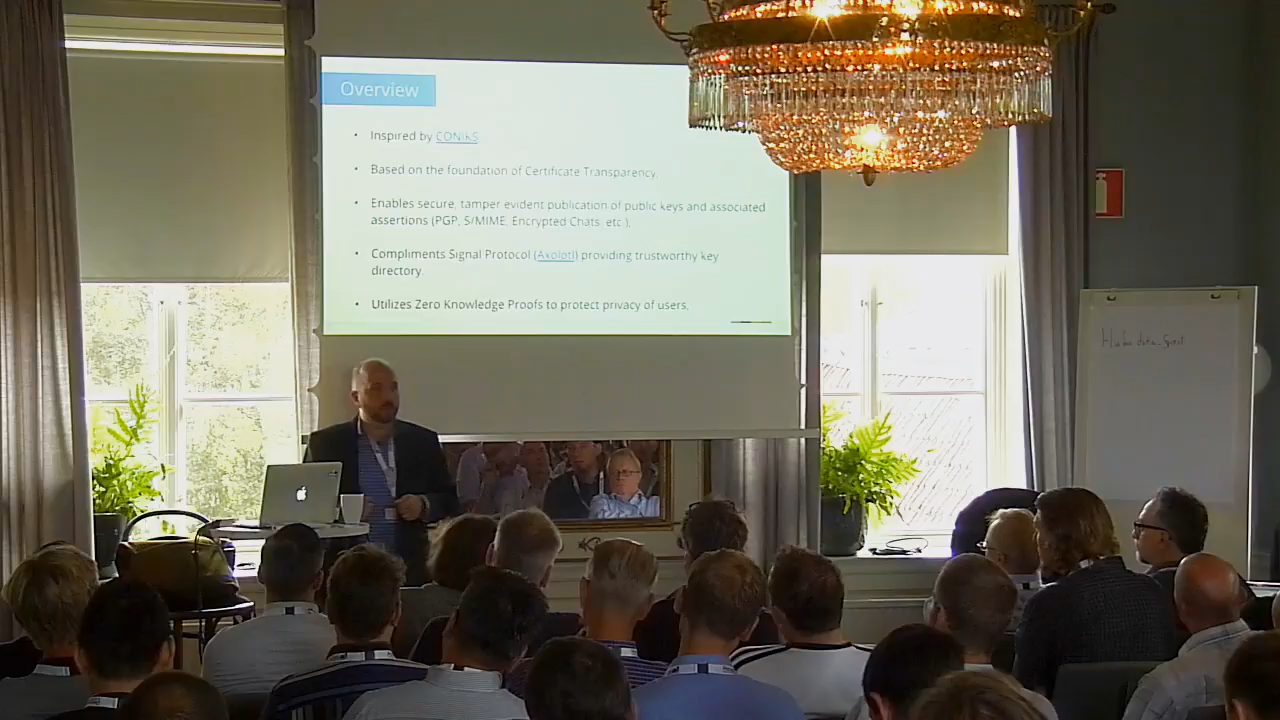 Overview
• Inspired by CONIKS
• Based on the foundation of Certificate Transparency.
• Enables secure, tamper evident publication of public keys and associated
assertions (PGP, S/MIME, Encrypted Chats, etc.),
• Compliments Signal Protocol (Axolotl) providing trustworthy key
directory.
• Utilizes Zero Knowledge Proofs to protect privacy of users,